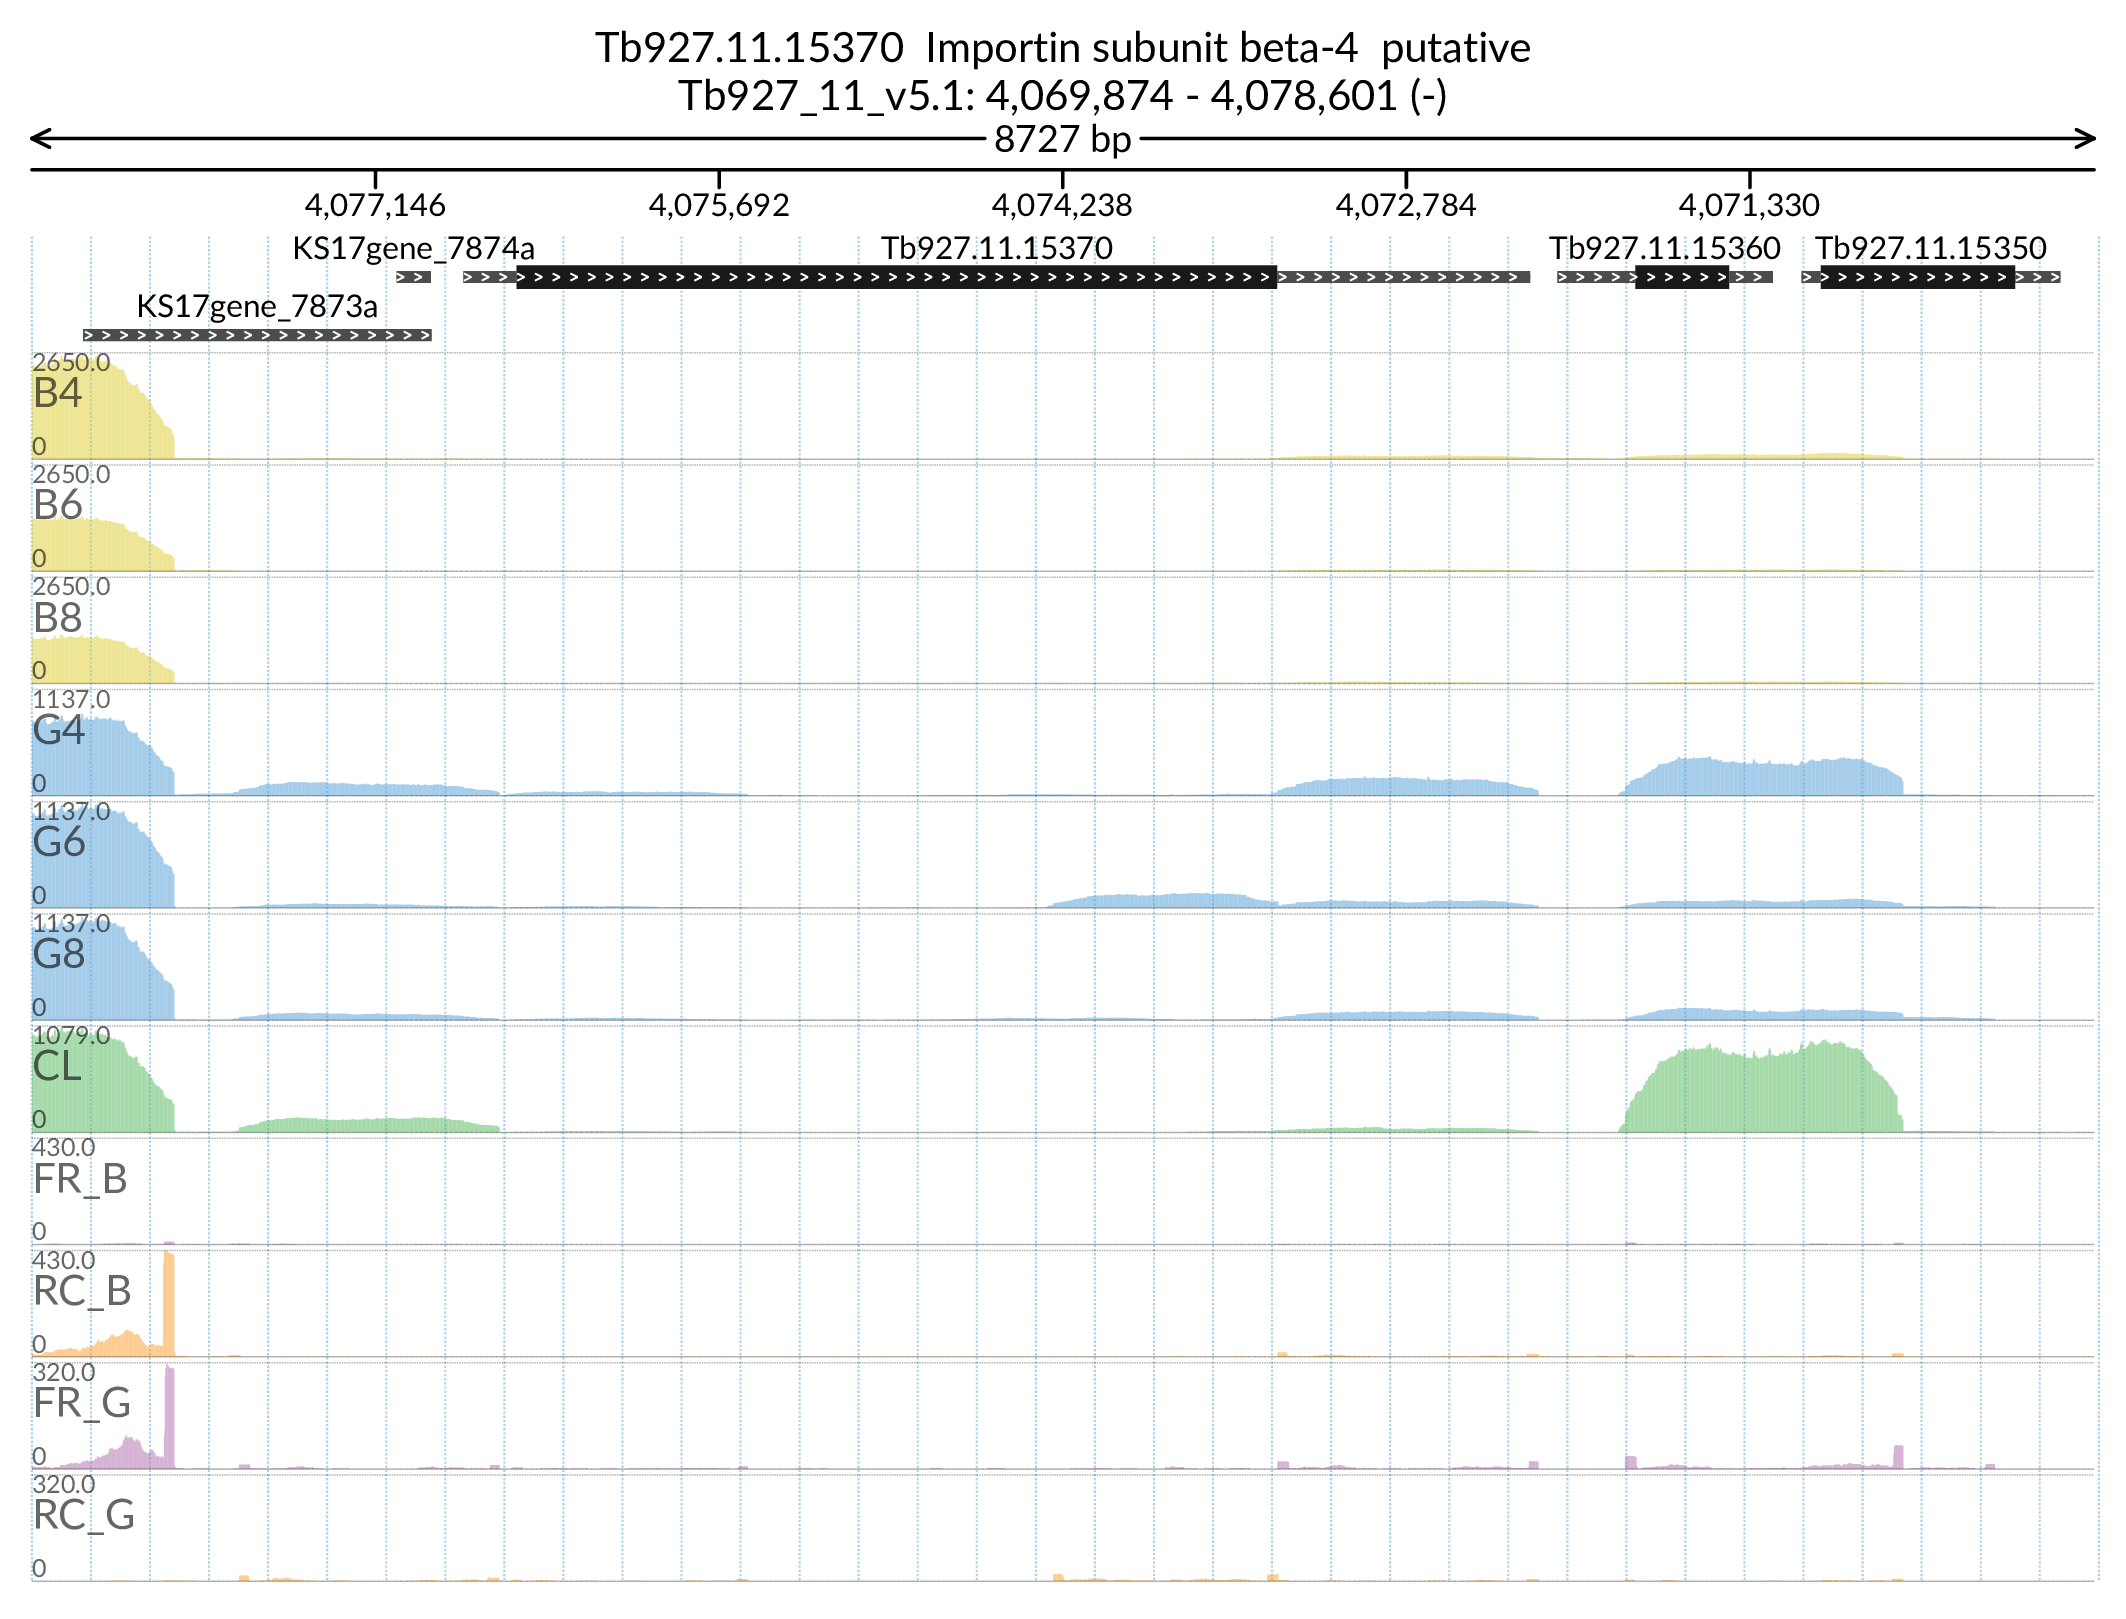 Tb927.11.15370  Importin subunit beta-4  putative
Tb927_11_v5.1: 4,069,874 - 4,078,601 (-)
8727 bp
4,077,146 4,075,692 4,074,238 4,072,784 4,071,330
KS17gene_7874a Tb927.11.15370 Tb927.11.15360 Tb927.11.15350
KS17gene_7873a
2650.0
B4
0
2650.0
B6
0
2650.0
B8
0
1137.0
G4
0
1137.0
G6
0
1137.0
G8
0
1079.0
CL
0
430.0
FR_B
0
430.0
RC_B
0
320.0
FR_G
0
320.0
RC_G
0